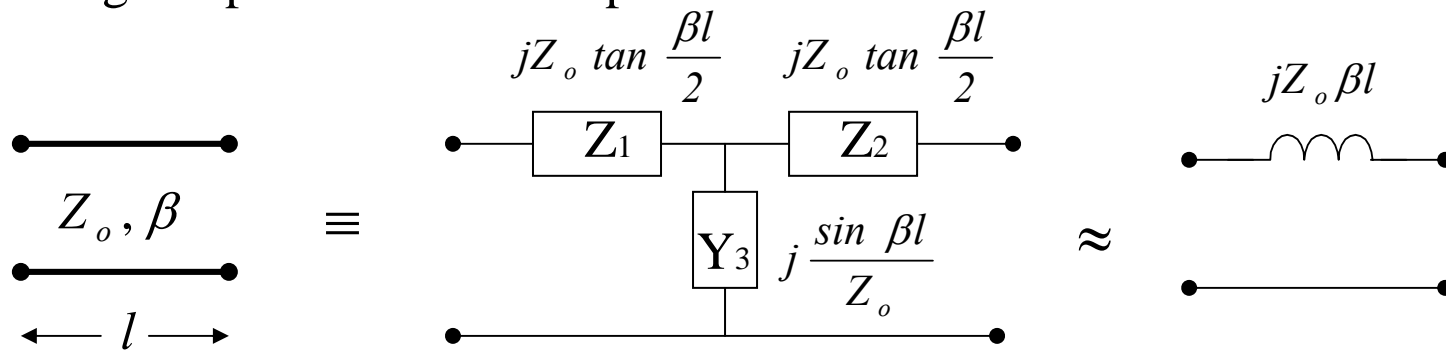 jZo tan βl/2 jZo tan βl/2
jZoβl
Z1 Z2
Zo, β ≡ Y3 j sin βl/Zo ≈
l